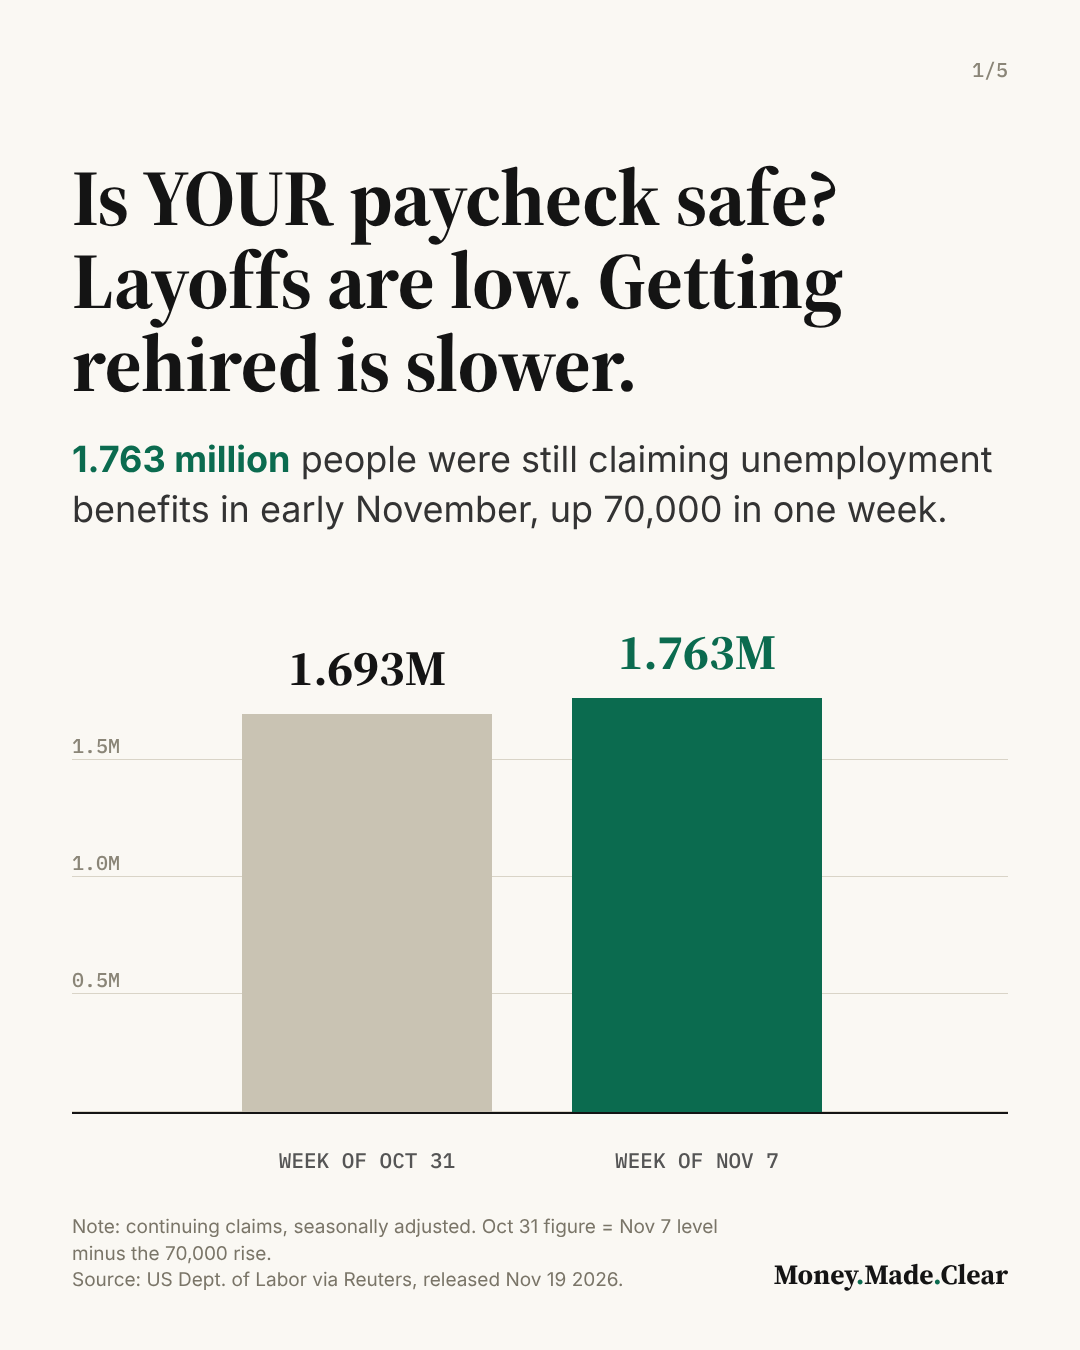 1/5
Is YOUR paycheck safe?
Layoffs are low. Getting
rehired is slower.
1.763 million people were still claiming unemployment
benefits in early November, up 70,000 in one week.
1.693M
1.763M
1.5M
1.0M
0.5M
WEEK OF OCT 31
WEEK OF NOV 7
Note: continuing claims, seasonally adjusted. Oct 31 figure = Nov 7 level
minus the 70,000 rise.
Source: US Dept. of Labor via Reuters, released Nov 19 2026.
Money.Made.Clear